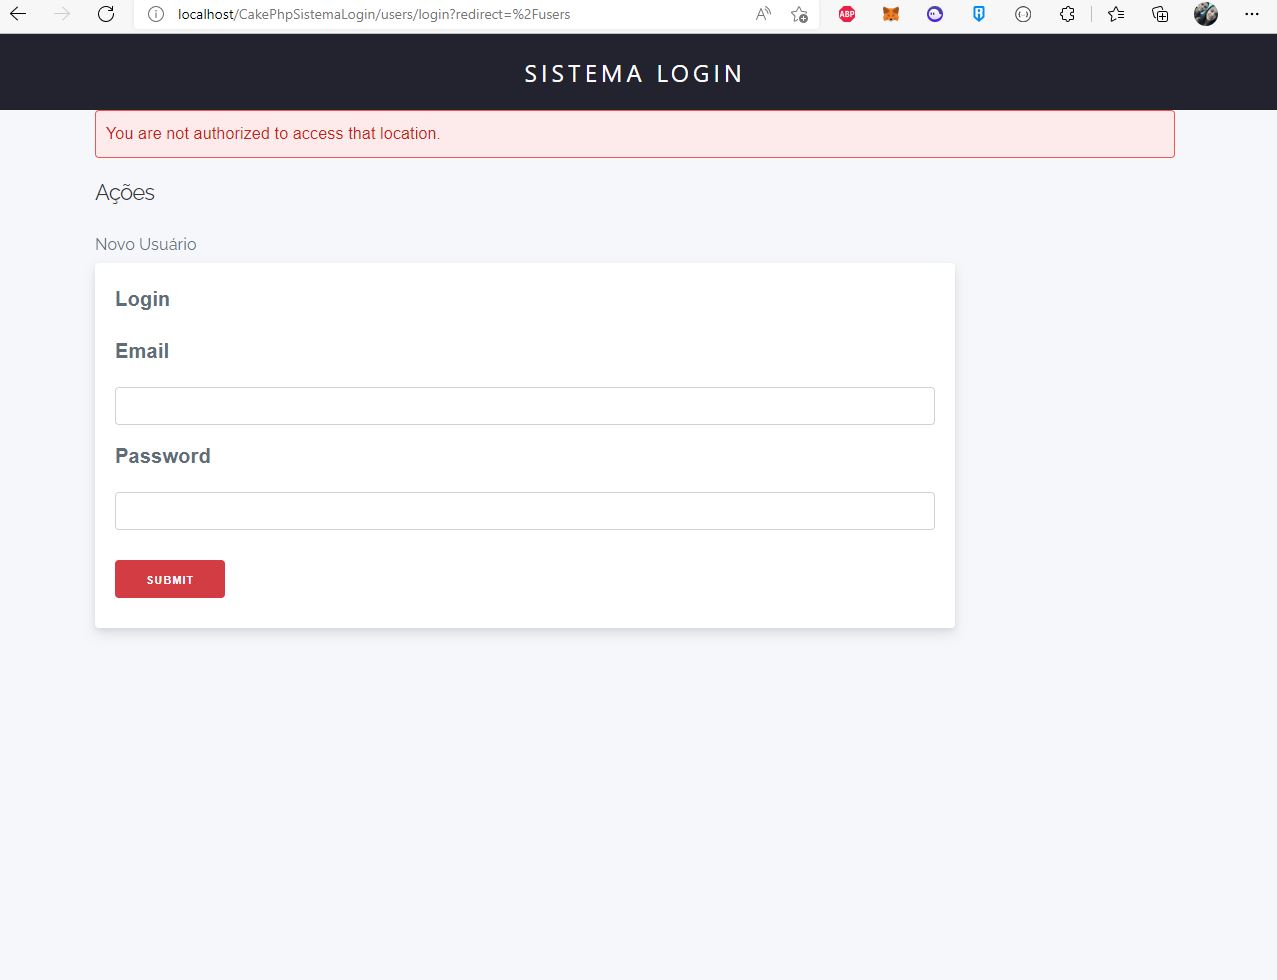 localhost/CakePhpSistemaLogin/users/login?redirect=%2Fusers
ABP
SISTEMA LOGIN
You are not authorized to access that location.
Ações
Novo Usuário
Login
Email
Password
SUBMIT